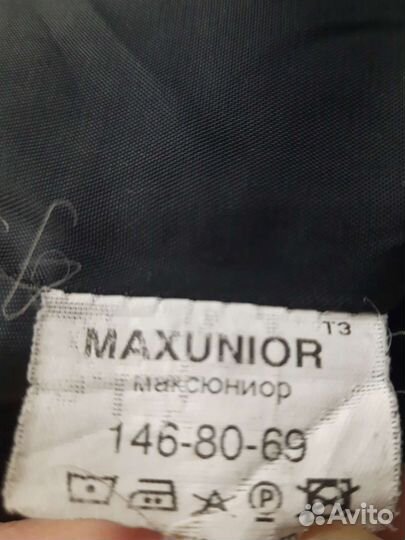 ТЗ
MAXUNIOR
максюниор
146-80-69
P
Avito